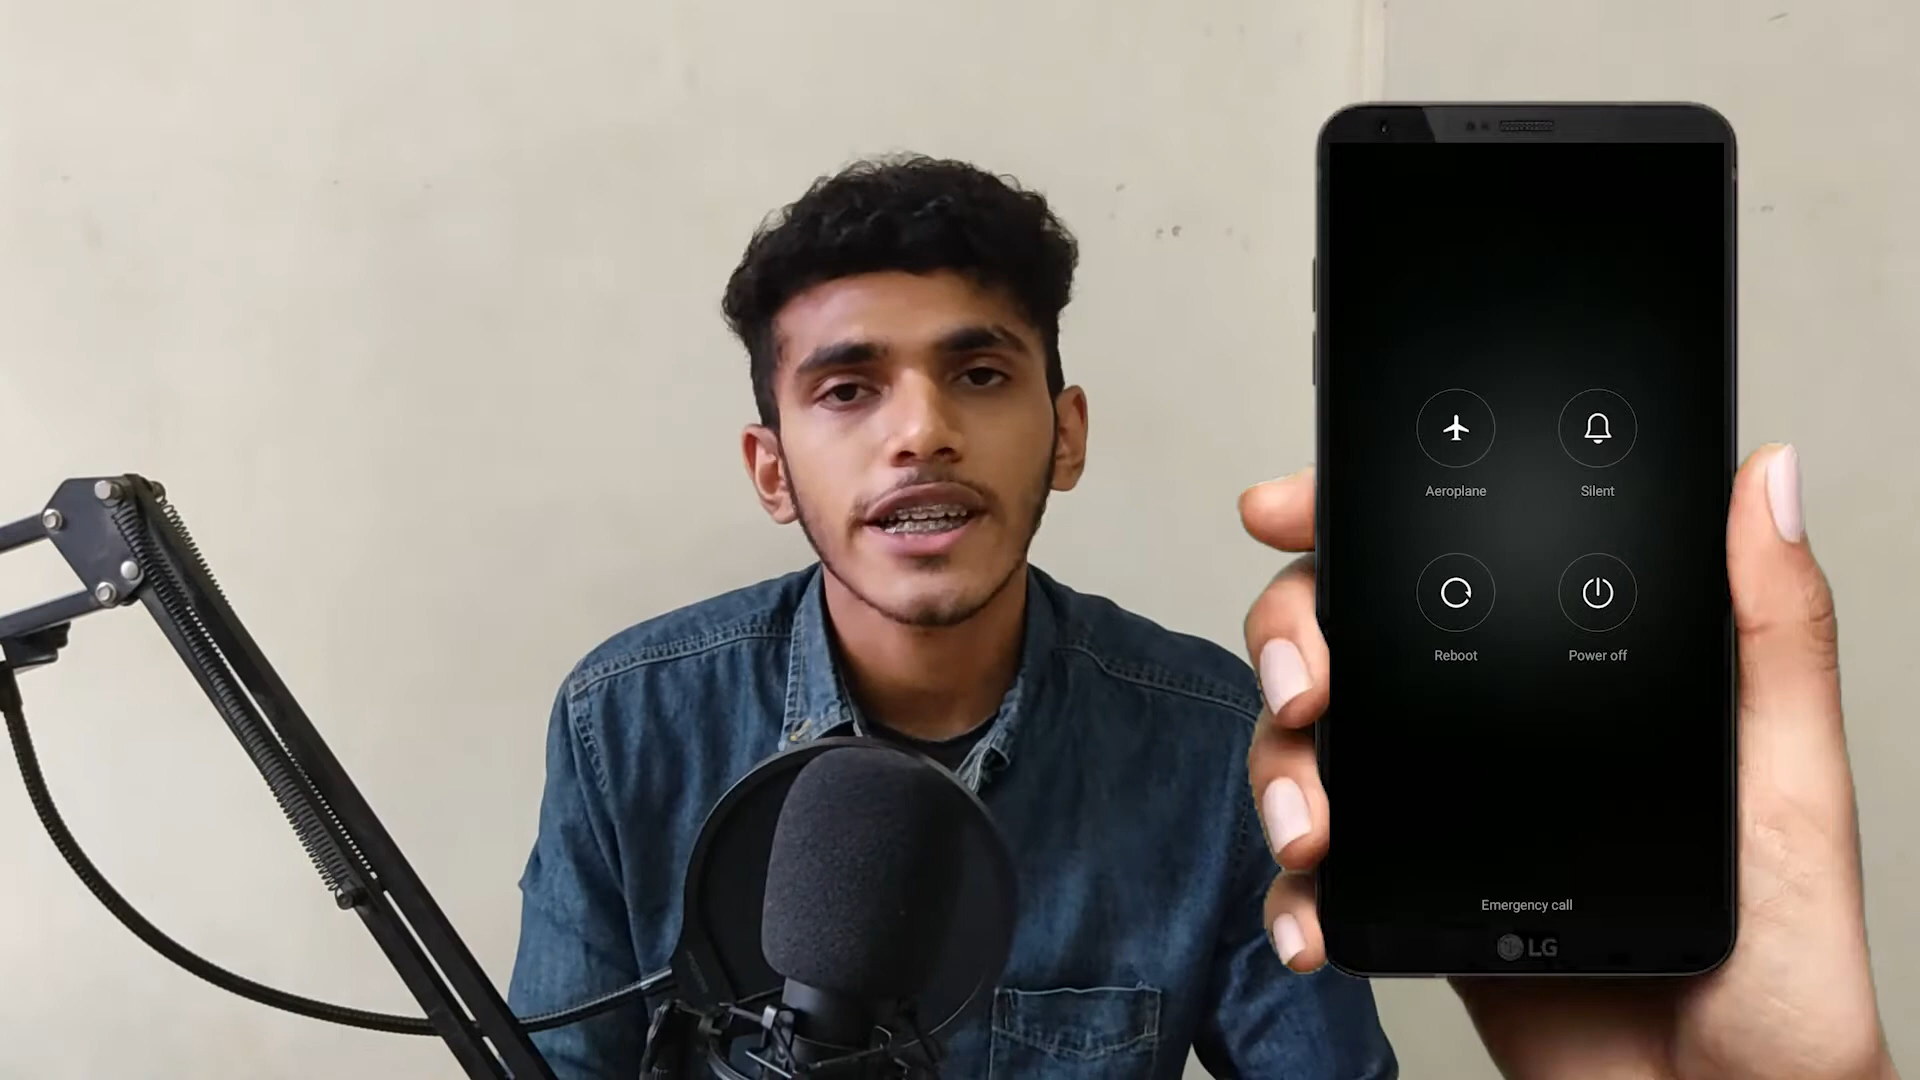 Aeroplane
Silent
Reboot
Power off
Emergency call
LG